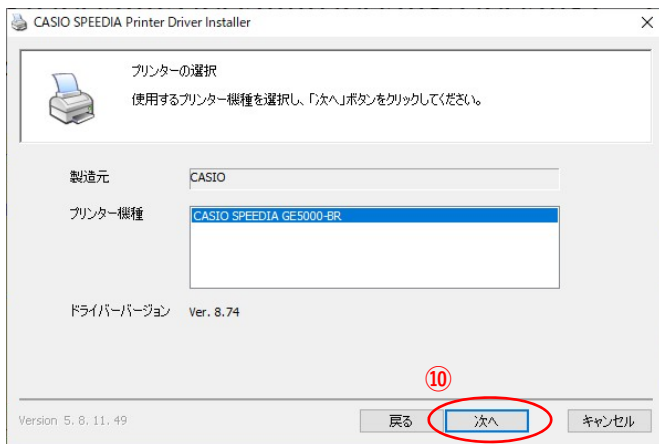 CASIO SPEEDIA Printer Driver Installer
プリンターの選択
使用するプリンター機種を選択し、「次へ」ボタンをクリックしてください。
製造元 CASIO
プリンター機種 CASIO SPEEDIA GE5000-BR
ドライバーバージョン Ver. 8.74
⑩
Version 5. 8. 11. 49 戻る 次へ キャンセル